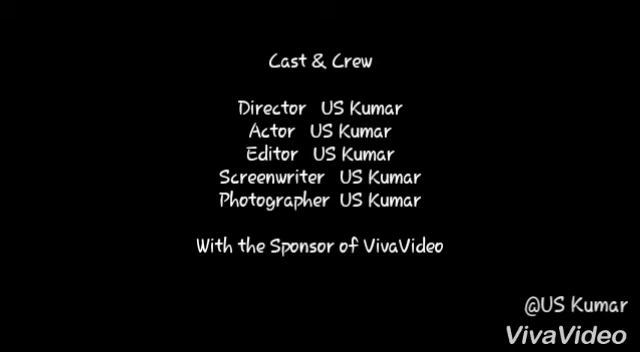 Cast & Crew
Director US Kumar
Actor US Kumar
Editor US Kumar
Screenwriter US Kumar
Photographer US Kumar
With the Sponsor of VivaVideo
@US Kumar
VivaVideo